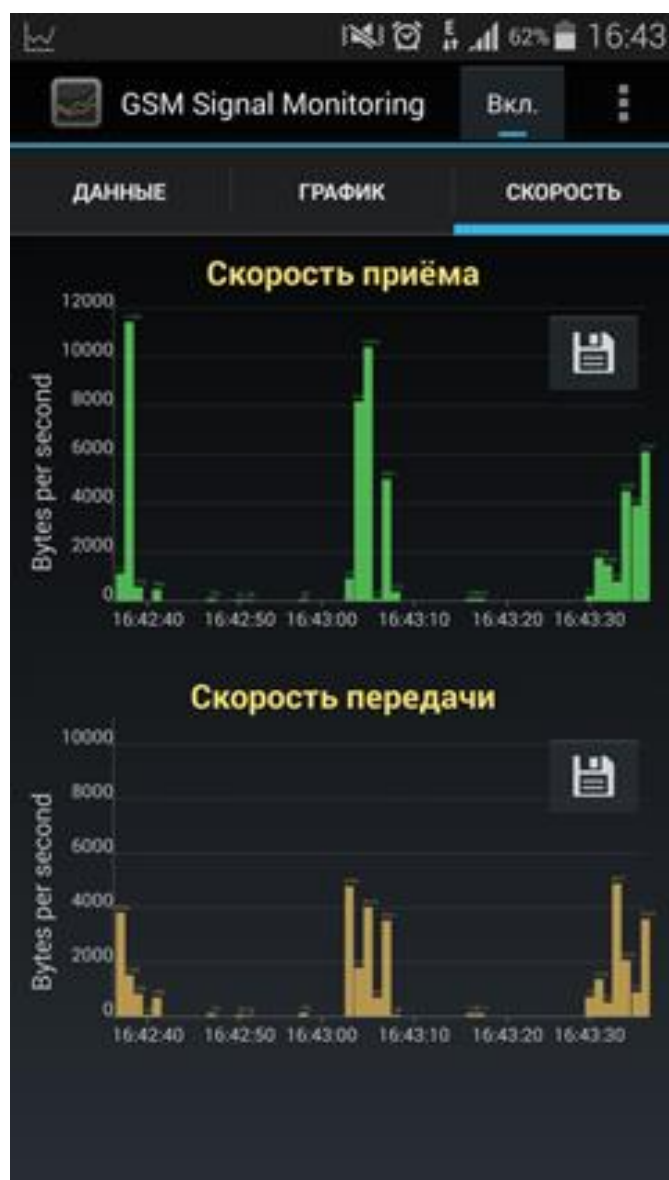 E
62% 16:43
GSM Signal Monitoring Вкл.
ДАННЫЕ ГРАФИК СКОРОСТЬ
Скорость приёма
Bytes per second
12000
10000
8000
6000
4000
2000
0
16:42:40 16:42:50 16:43:00 16:43:10 16:43:20 16:43:30
Скорость передачи
Bytes per second
10000
8000
6000
4000
2000
0
16:42:40 16:42:50 16:43:00 16:43:10 16:43:20 16:43:30